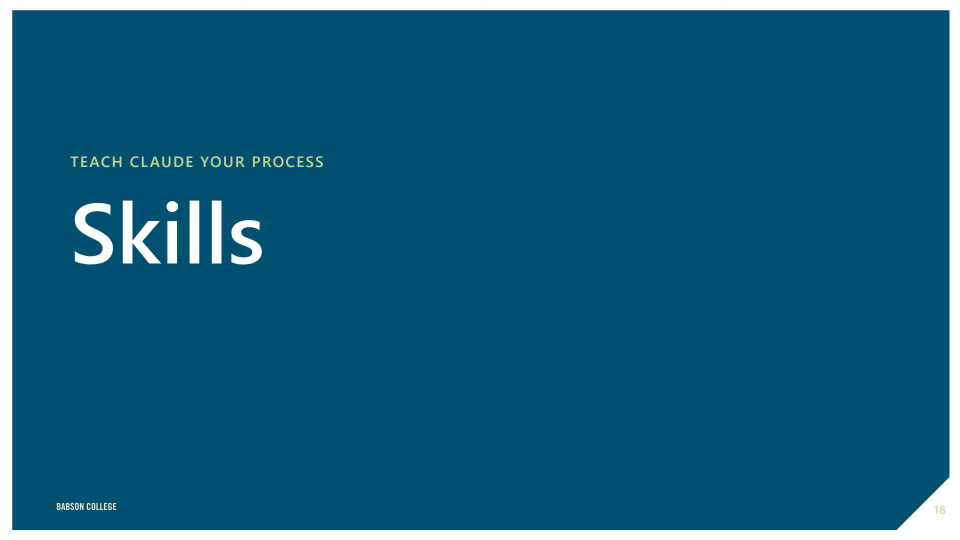 TEACH CLAUDE YOUR PROCESS
Skills
BABSON COLLEGE
18